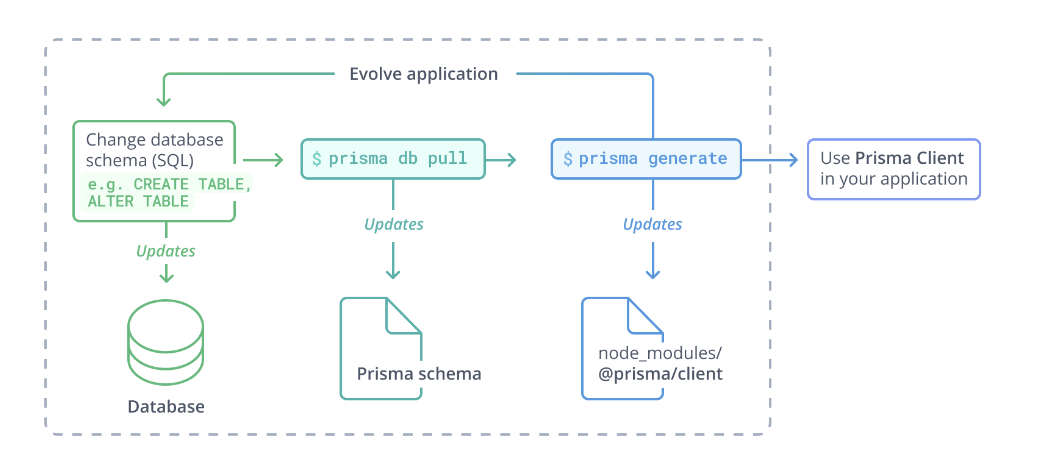 Evolve application
Change database
schema (SQL)
e.g. CREATE TABLE,
ALTER TABLE
$ prisma db pull
$ prisma generate
Use Prisma Client
in your application
Updates
Updates
Updates
Database
Prisma schema
node_modules/
@prisma/client